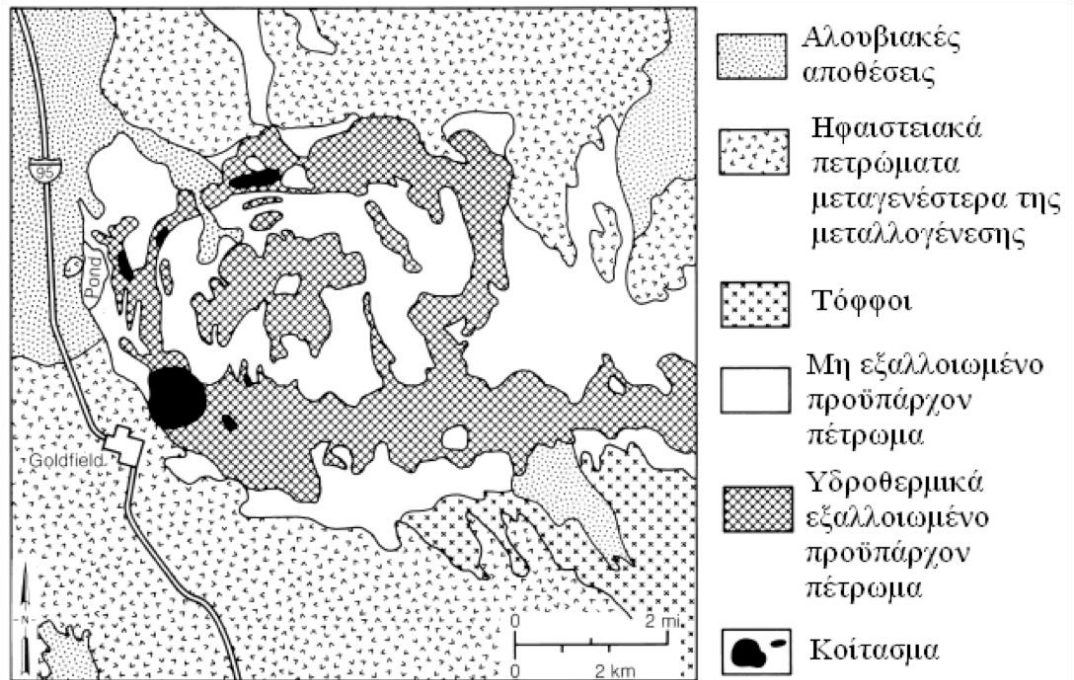 95
Pond
Goldfield
N
0 2 mi.
0 2 km
Αλουβιακές
αποθέσεις
Ηφαιστειακά
πετρώματα
μεταγενέστερα της
μεταλλογένεσης
Τόφφοι
Μη εξαλλοιωμένο
προϋπάρχον
πέτρωμα
Υδροθερμικά
εξαλλοιωμένο
προϋπάρχον
πέτρωμα
Κοίτασμα